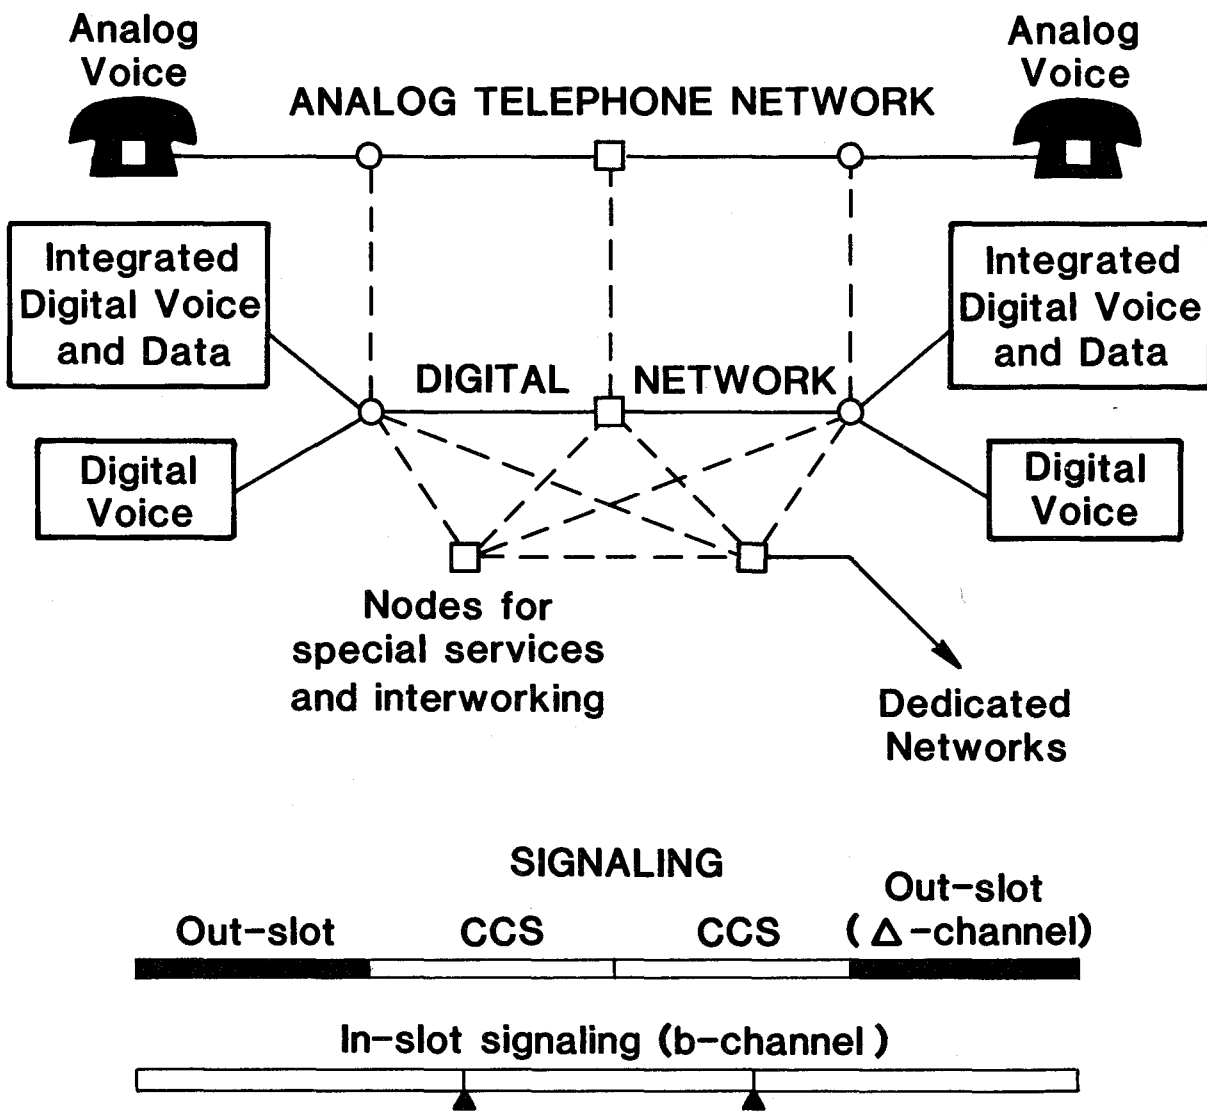 Analog
Voice
Analog
Voice
ANALOG TELEPHONE NETWORK
Integrated
Digital Voice
and Data
Integrated
Digital Voice
and Data
DIGITAL NETWORK
Digital
Voice
Digital
Voice
Nodes for
special services
and interworking
Dedicated
Networks
SIGNALING
Out-slot
CCS
CCS
Out-slot
(Δ-channel)
In-slot signaling (b-channel)